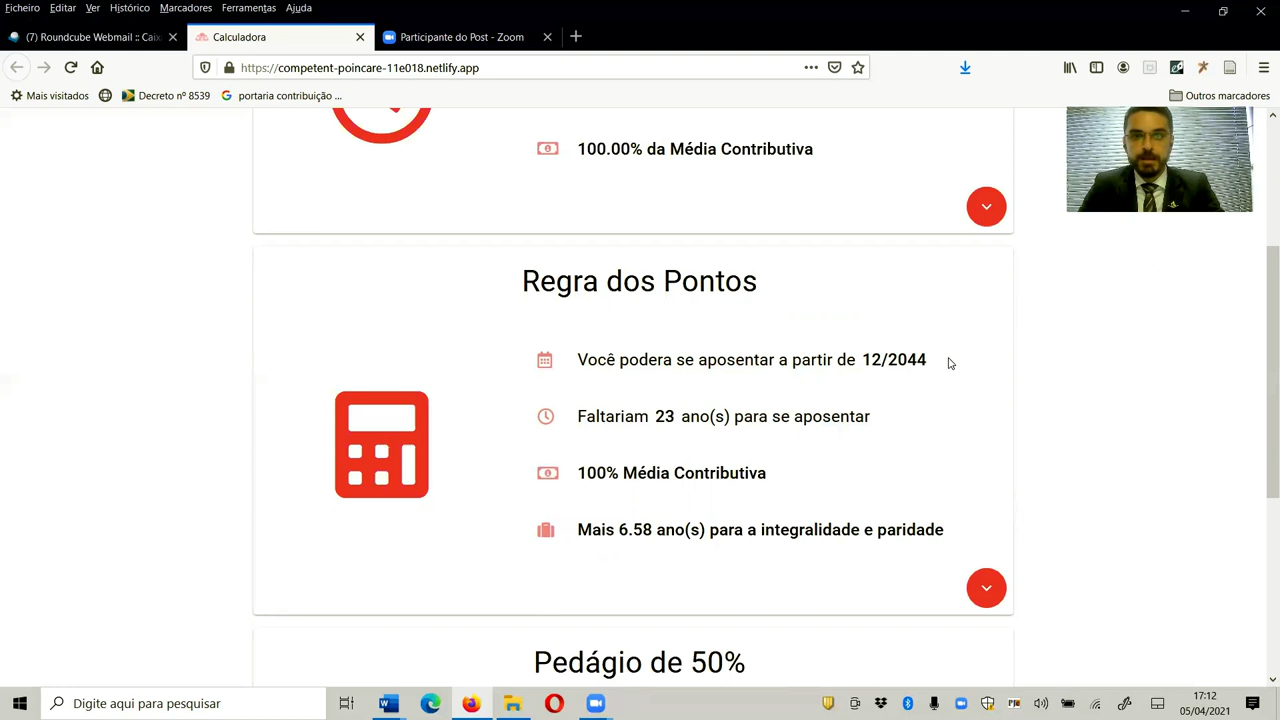 Ficheiro Editar Ver Histórico Marcadores Ferramentas Ajuda
(7) Roundcube Webmail :: Caix
Calculadora
Participante do Post - Zoom
https://competent-poincare-11e018.netlify.app
Mais visitados
Decreto nº 8539
portaria contribuição ...
Outros marcadores
100.00% da Média Contributiva
Regra dos Pontos
Você podera se aposentar a partir de 12/2044
Faltariam 23 ano(s) para se aposentar
100% Média Contributiva
Mais 6.58 ano(s) para a integralidade e paridade
Pedágio de 50%
Digite aqui para pesquisar
17:12
05/04/2021